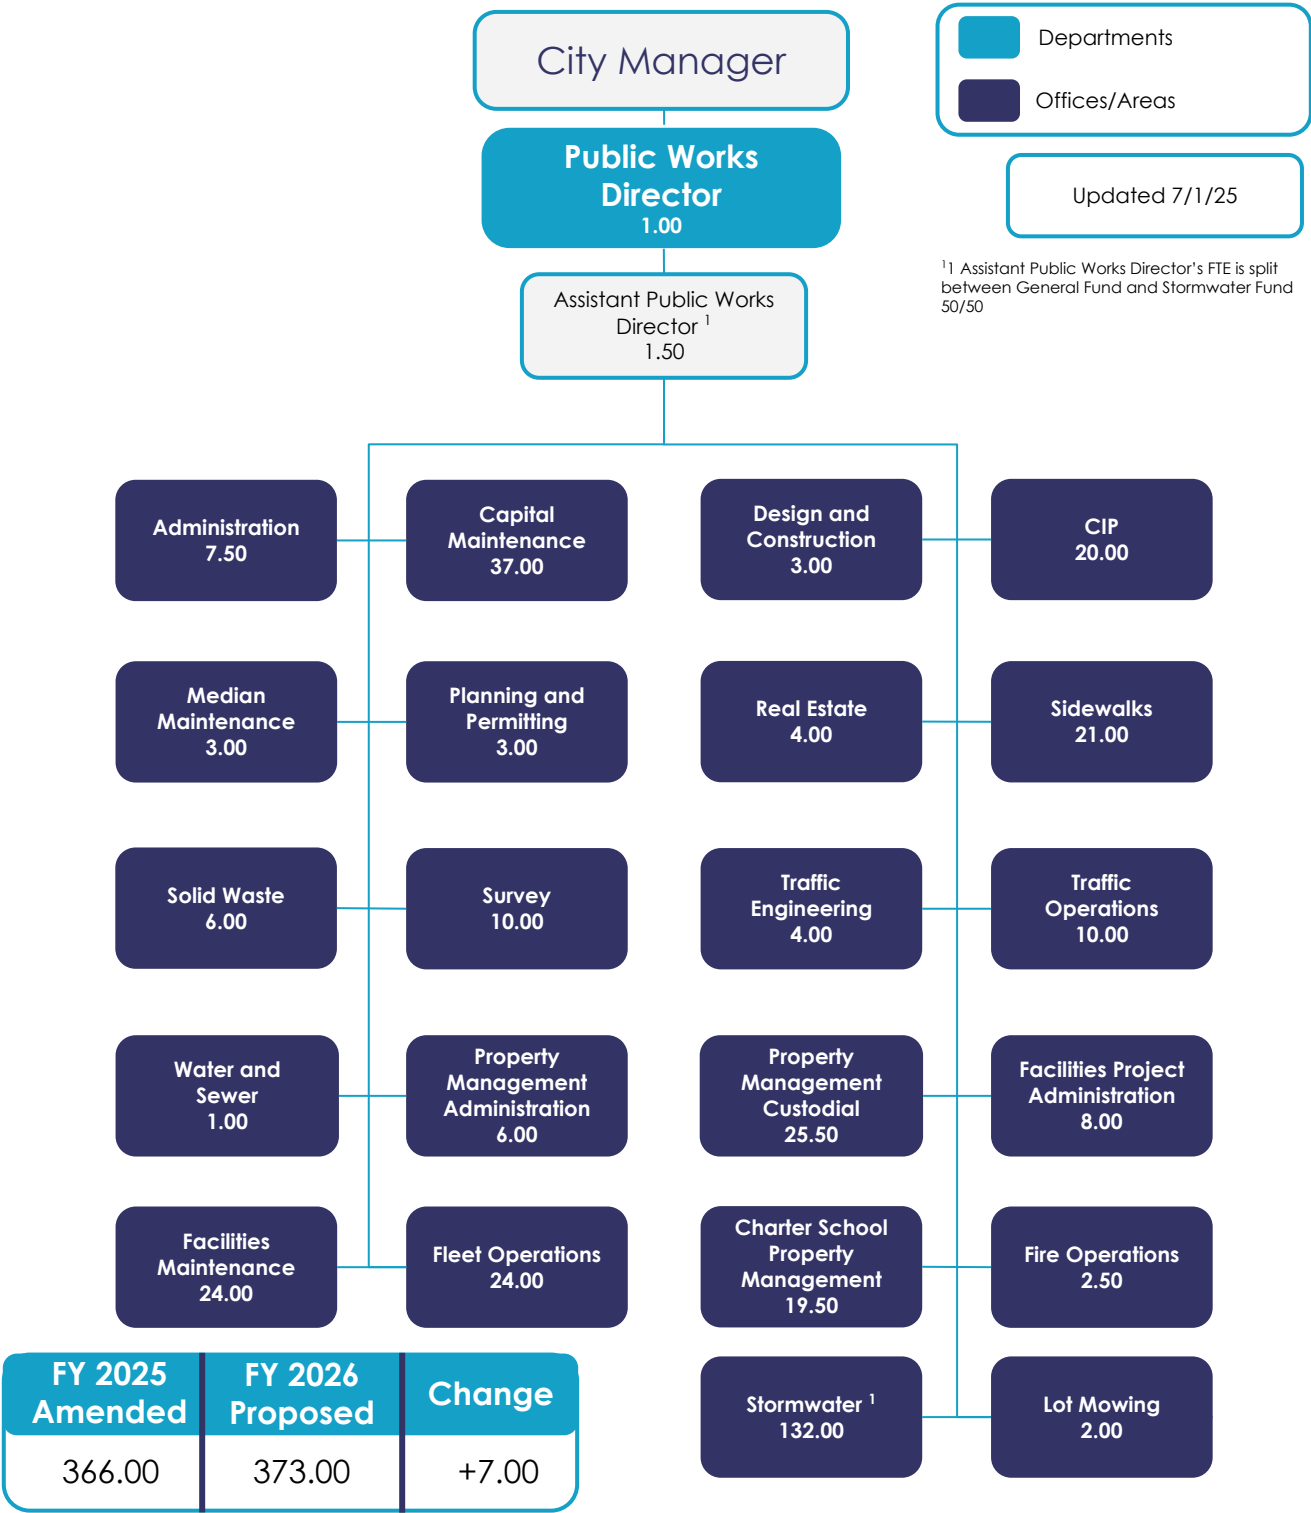 City Manager
Departments
Offices/Areas
Public Works
Director
1.00
Updated 7/1/25
¹1 Assistant Public Works Director’s FTE is split
between General Fund and Stormwater Fund
50/50
Assistant Public Works
Director ¹
1.50
Administration
7.50
Capital
Maintenance
37.00
Design and
Construction
3.00
CIP
20.00
Median
Maintenance
3.00
Planning and
Permitting
3.00
Real Estate
4.00
Sidewalks
21.00
Solid Waste
6.00
Survey
10.00
Traffic
Engineering
4.00
Traffic
Operations
10.00
Water and
Sewer
1.00
Property
Management
Administration
6.00
Property
Management
Custodial
25.50
Facilities Project
Administration
8.00
Facilities
Maintenance
24.00
Fleet Operations
24.00
Charter School
Property
Management
19.50
Fire Operations
2.50
Stormwater ¹
132.00
Lot Mowing
2.00
FY 2025
Amended
FY 2026
Proposed
Change
366.00
373.00
+7.00